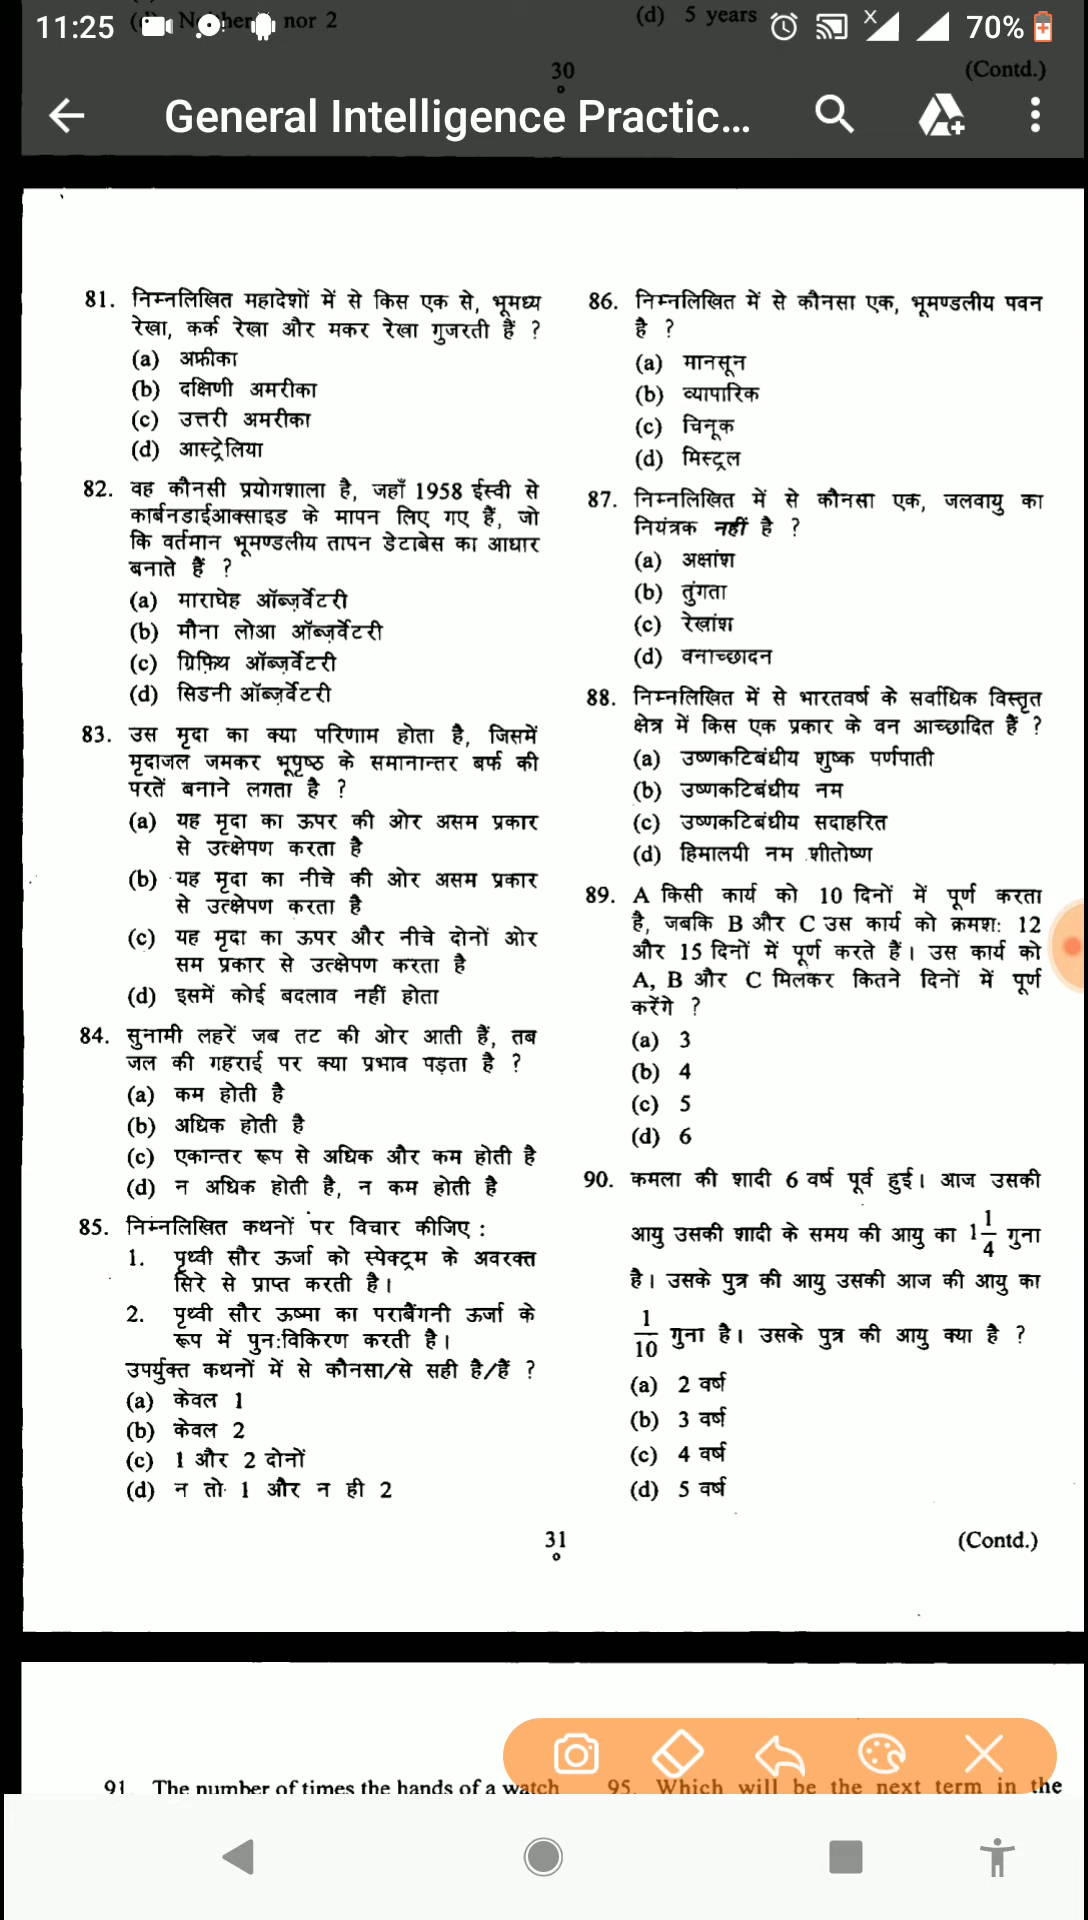 11:25
nor 2
(d) 5 years
70%
30
(Contd.)
General Intelligence Practic...
81. निम्नलिखित महादेशों में से किस एक से, भूमध्य
रेखा, कर्क रेखा और मकर रेखा गुजरती हैं ?
(a) अफ्रीका
(b) दक्षिणी अमरीका
(c) उत्तरी अमरीका
(d) आस्ट्रेलिया
82. वह कौनसी प्रयोगशाला है, जहाँ 1958 ईस्वी से
कार्बनडाईआक्साइड के मापन लिए गए हैं, जो
कि वर्तमान भूमण्डलीय तापन डेटाबेस का आधार
बनाते हैं ?
(a) माराघेह ऑब्ज़र्वेटरी
(b) मौना लोआ ऑब्ज़र्वेटरी
(c) ग्रिफ़िथ ऑब्ज़र्वेटरी
(d) सिडनी ऑब्ज़र्वेटरी
83. उस मृदा का क्या परिणाम होता है, जिसमें
मृदाजल जमकर भूपृष्ठ के समानान्तर बर्फ की
परतें बनाने लगता है ?
(a) यह मृदा का ऊपर की ओर असम प्रकार
से उत्क्षेपण करता है
(b) यह मृदा का नीचे की ओर असम प्रकार
से उत्क्षेपण करता है
(c) यह मृदा का ऊपर और नीचे दोनों ओर
सम प्रकार से उत्क्षेपण करता है
(d) इसमें कोई बदलाव नहीं होता
84. सुनामी लहरें जब तट की ओर आती हैं, तब
जल की गहराई पर क्या प्रभाव पड़ता है ?
(a) कम होती है
(b) अधिक होती है
(c) एकान्तर रूप से अधिक और कम होती है
(d) न अधिक होती है, न कम होती है
85. निम्नलिखित कथनों पर विचार कीजिए :
1. पृथ्वी सौर ऊर्जा को स्पेक्ट्रम के अवरक्त
सिरे से प्राप्त करती है।
2. पृथ्वी सौर ऊष्मा का पराबैंगनी ऊर्जा के
रूप में पुन:विकिरण करती है।
उपर्युक्त कथनों में से कौनसा/से सही है/हैं ?
(a) केवल 1
(b) केवल 2
(c) 1 और 2 दोनों
(d) न तो 1 और न ही 2
86. निम्नलिखित में से कौनसा एक, भूमण्डलीय पवन
है ?
(a) मानसून
(b) व्यापारिक
(c) चिनूक
(d) मिस्ट्रल
87. निम्नलिखित में से कौनसा एक, जलवायु का
नियंत्रक नहीं है ?
(a) अक्षांश
(b) तुंगता
(c) रेखांश
(d) वनाच्छादन
88. निम्नलिखित में से भारतवर्ष के सर्वाधिक विस्तृत
क्षेत्र में किस एक प्रकार के वन आच्छादित हैं ?
(a) उष्णकटिबंधीय शुष्क पर्णपाती
(b) उष्णकटिबंधीय नम
(c) उष्णकटिबंधीय सदाहरित
(d) हिमालयी नम शीतोष्ण
89. A किसी कार्य को 10 दिनों में पूर्ण करता
है, जबकि B और C उस कार्य को क्रमश: 12
और 15 दिनों में पूर्ण करते हैं। उस कार्य को
A, B और C मिलकर कितने दिनों में पूर्ण
करेंगे ?
(a) 3
(b) 4
(c) 5
(d) 6
90. कमला की शादी 6 वर्ष पूर्व हुई। आज उसकी
आयु उसकी शादी के समय की आयु का 1 1/4 गुना
है। उसके पुत्र की आयु उसकी आज की आयु का
1/10 गुना है। उसके पुत्र की आयु क्या है ?
(a) 2 वर्ष
(b) 3 वर्ष
(c) 4 वर्ष
(d) 5 वर्ष
31
(Contd.)
91. The number of times the hands of a watch
95. Which will be the next term in the